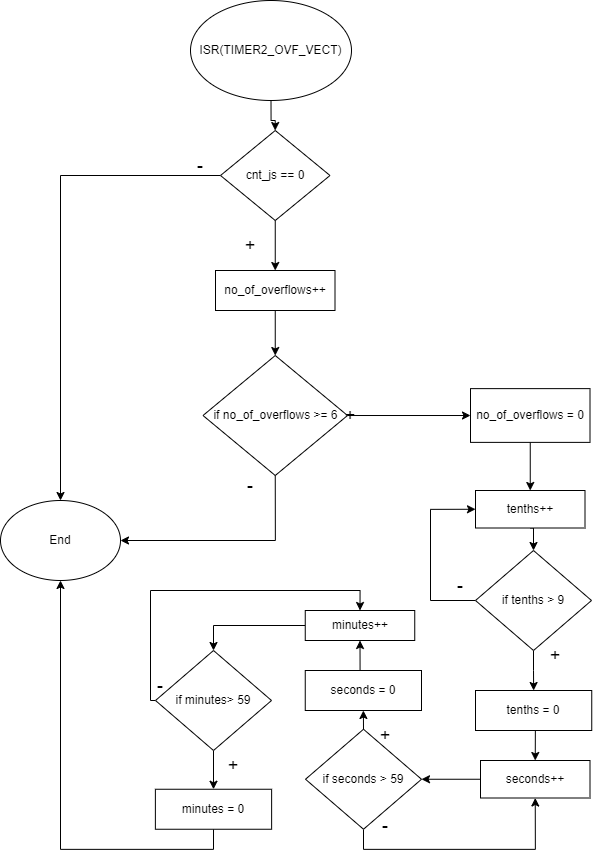 ISR(TIMER2_OVF_VECT)
-
cnt_js == 0
+
no_of_overflows++
if no_of_overflows >= 6
+
no_of_overflows = 0
-
tenths++
End
-
if tenths > 9
minutes++
+
-
if minutes> 59
seconds = 0
tenths = 0
+
+
if seconds > 59
seconds++
minutes = 0
-